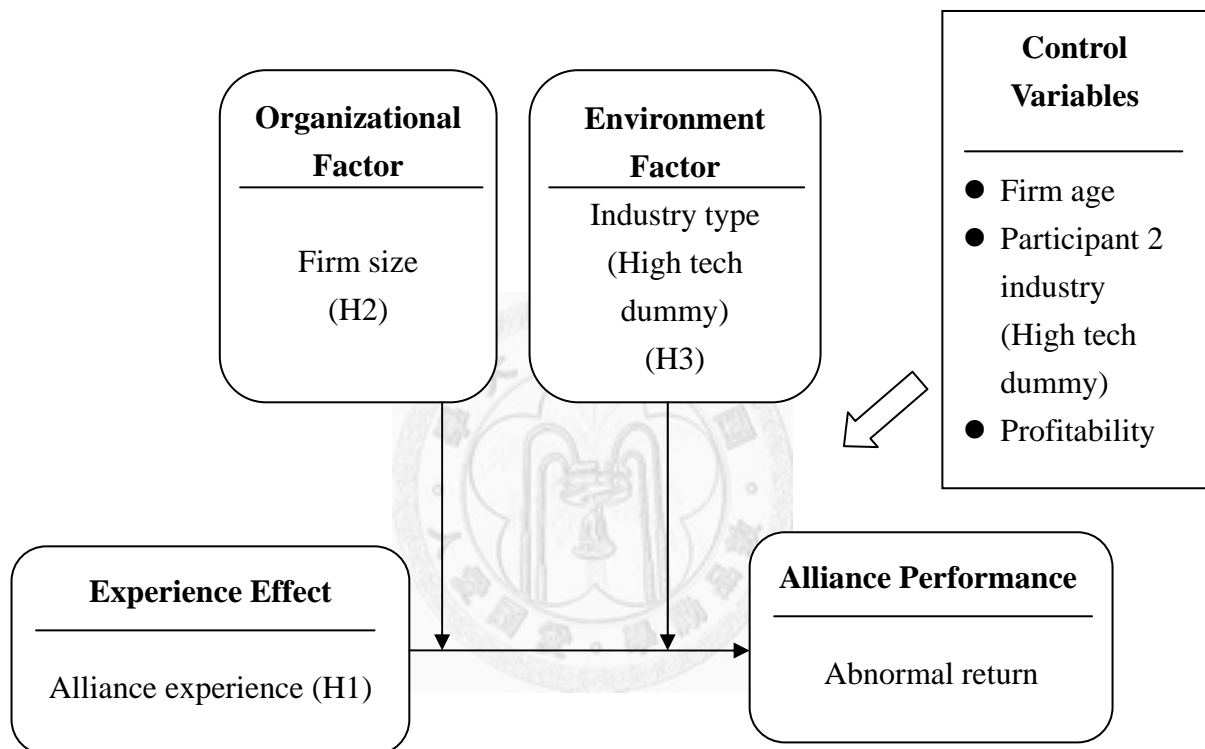 Control
Variables
● Firm age
● Participant 2
industry
(High tech
dummy)
● Profitability
Organizational
Factor
Firm size
(H2)
Environment
Factor
Industry type
(High tech
dummy)
(H3)
Experience Effect
Alliance experience (H1)
Alliance Performance
Abnormal return